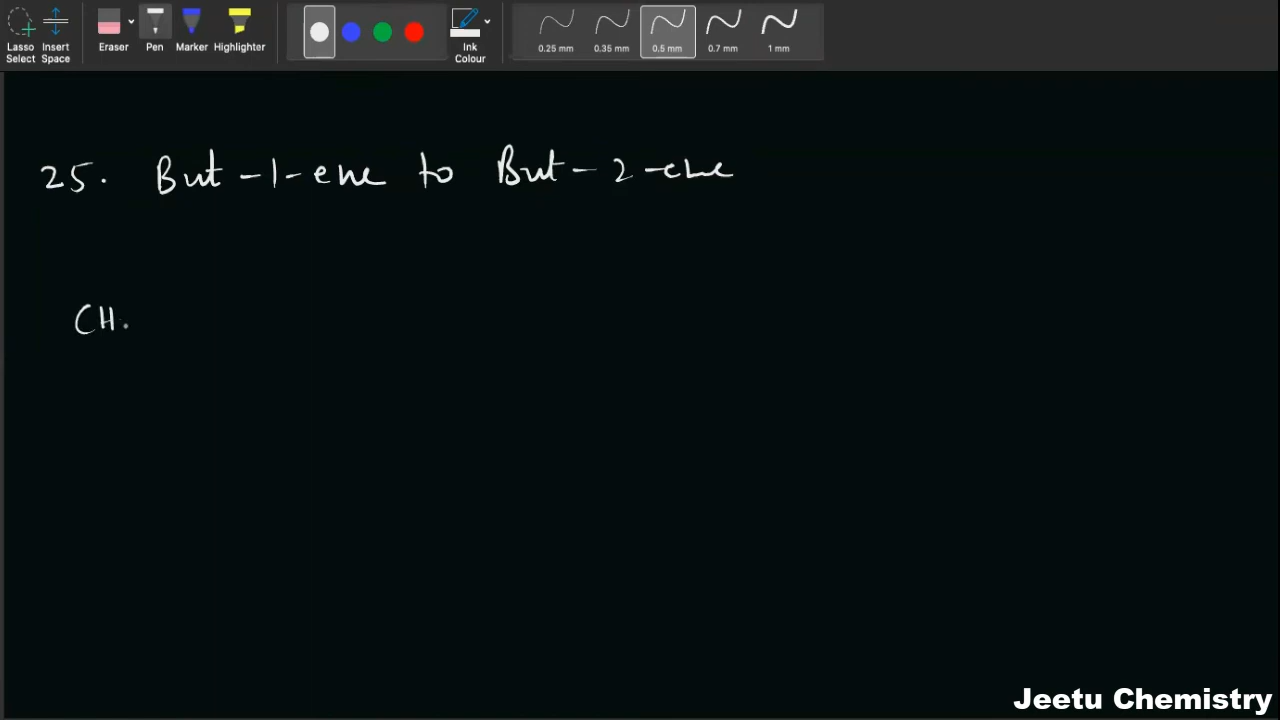 Lasso Select
Insert Space
Eraser
Pen
Marker
Highlighter
Ink Colour
0.25 mm
0.35 mm
0.5 mm
0.7 mm
1 mm
25. But-1-ene to But-2-ene
CH
Jeetu Chemistry